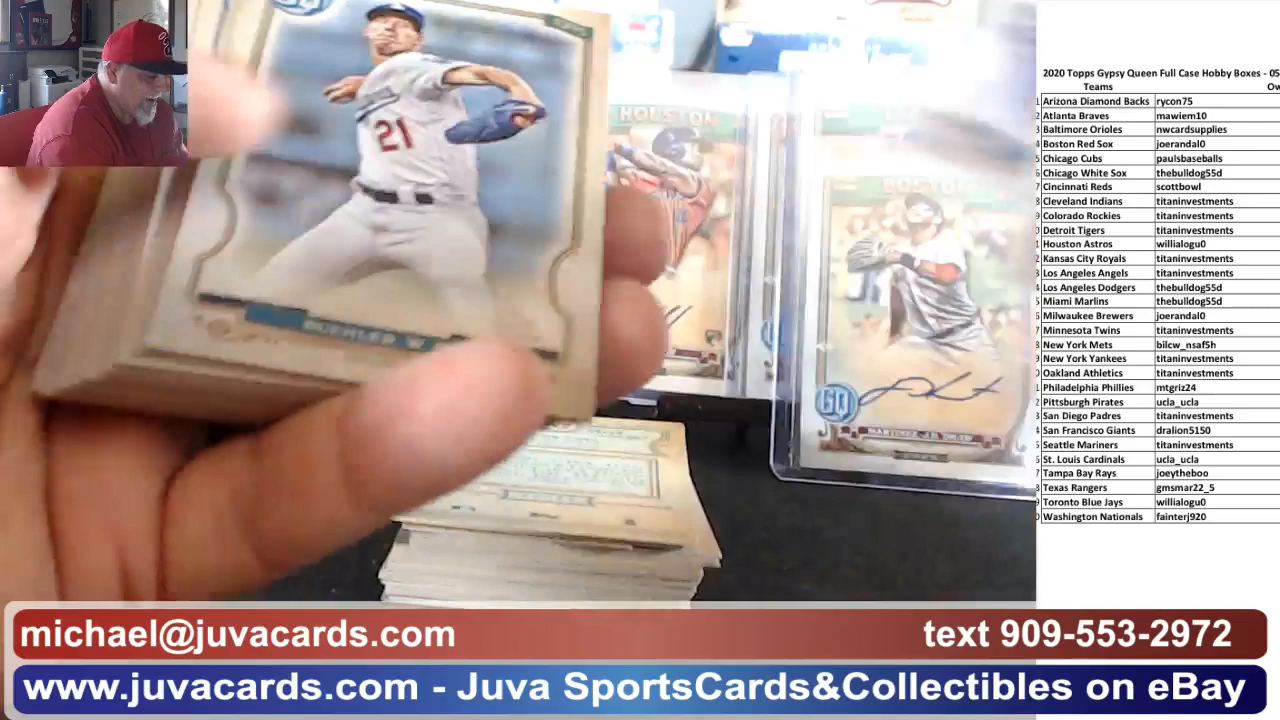 GQ
21
BUEHLER W
HOUSTON
BOSTON
GQ
2020 Topps Gypsy Queen Full Case Hobby Boxes - 05
Teams Ow
Arizona Diamond Backs rycon75
Atlanta Braves mawiem10
Baltimore Orioles nwcardsupplies
Boston Red Sox joerandal0
Chicago Cubs paulsbaseballs
Chicago White Sox thebulldog55d
Cincinnati Reds scottbowl
Cleveland Indians titaninvestments
Colorado Rockies titaninvestments
Detroit Tigers titaninvestments
Houston Astros willialogu0
Kansas City Royals titaninvestments
Los Angeles Angels titaninvestments
Los Angeles Dodgers thebulldog55d
Miami Marlins thebulldog55d
Milwaukee Brewers joerandal0
Minnesota Twins titaninvestments
New York Mets bilcw_nsaf5h
New York Yankees titaninvestments
Oakland Athletics titaninvestments
Philadelphia Phillies mtgriz24
Pittsburgh Pirates ucla_ucla
San Diego Padres titaninvestments
San Francisco Giants dralion5150
Seattle Mariners titaninvestments
St. Louis Cardinals ucla_ucla
Tampa Bay Rays joeytheboo
Texas Rangers gmsmar22_5
Toronto Blue Jays willialogu0
Washington Nationals fainterj920
michael@juvacards.com text 909-553-2972
www.juvacards.com - Juva SportsCards&Collectibles on eBay